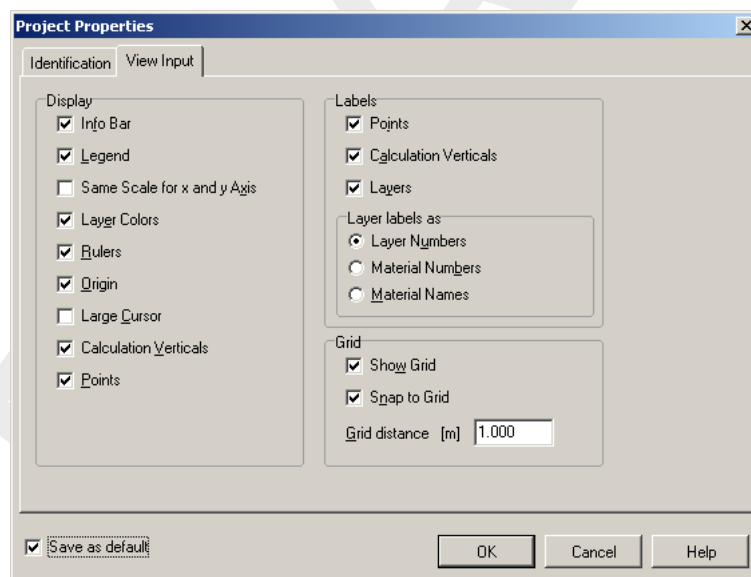 Project Properties
Identification
View Input
Display
Info Bar
Legend
Same Scale for x and y Axis
Layer Colors
Rulers
Origin
Large Cursor
Calculation Verticals
Points
Labels
Points
Calculation Verticals
Layers
Layer labels as
Layer Numbers
Material Numbers
Material Names
Grid
Show Grid
Snap to Grid
Grid distance [m] 1.000
Save as default
OK
Cancel
Help